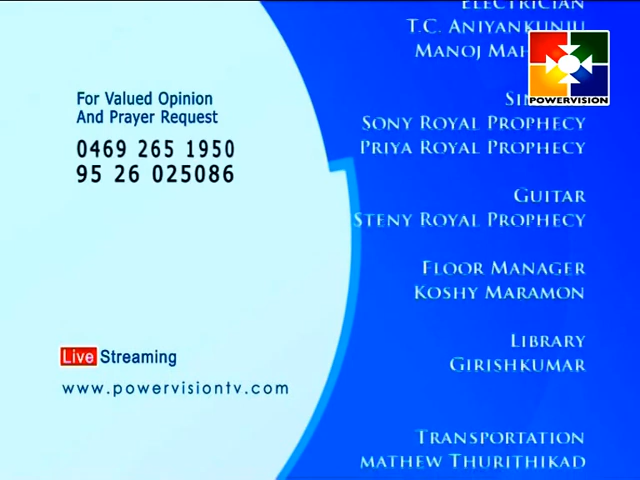 For Valued Opinion
And Prayer Request
0469 265 1950
95 26 025086
Live Streaming
www.powervisiontv.com
ELECTRICIAN
T.C. ANIYANKUNJU
MANOJ
POWERVISION
SONY ROYAL PROPHECY
PRIYA ROYAL PROPHECY
GUITAR
STENY ROYAL PROPHECY
FLOOR MANAGER
KOSHY MARAMON
LIBRARY
GIRISHKUMAR
TRANSPORTATION
MATHEW THURITHIKAD